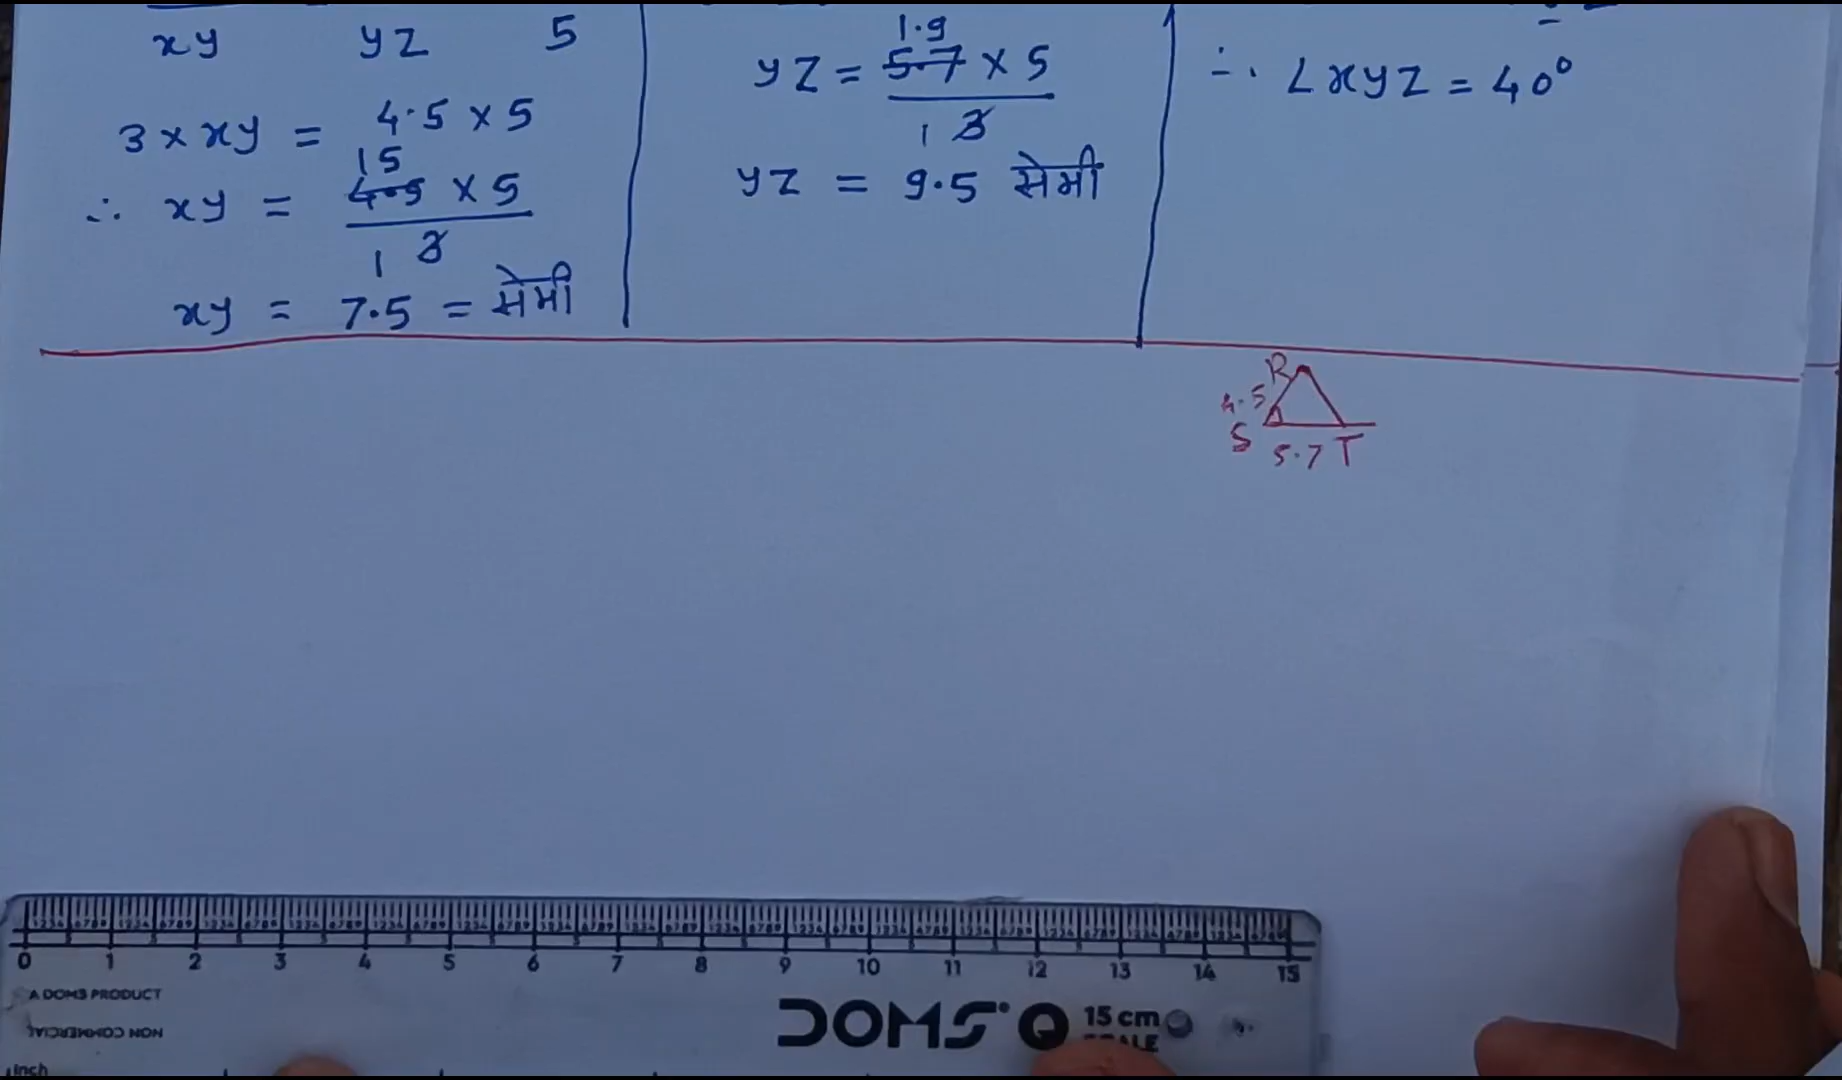 xy yz 5
3 × xy = 4.5 × 5
15
∴ xy = 4.5 × 5
1 3
xy = 7.5 = सेमी
1.9
yz = 5.7 × 5
1 3
yz = 9.5 सेमी
∴ ∠xyz = 40°
R
4.5
S 5.7 T
0 1 2 3 4 5 6 7 8 9 10 11 12 13 14 15
A DOMS PRODUCT
NON COMMERCIAL
DOMS Q 15 cm
SCALE
Inch